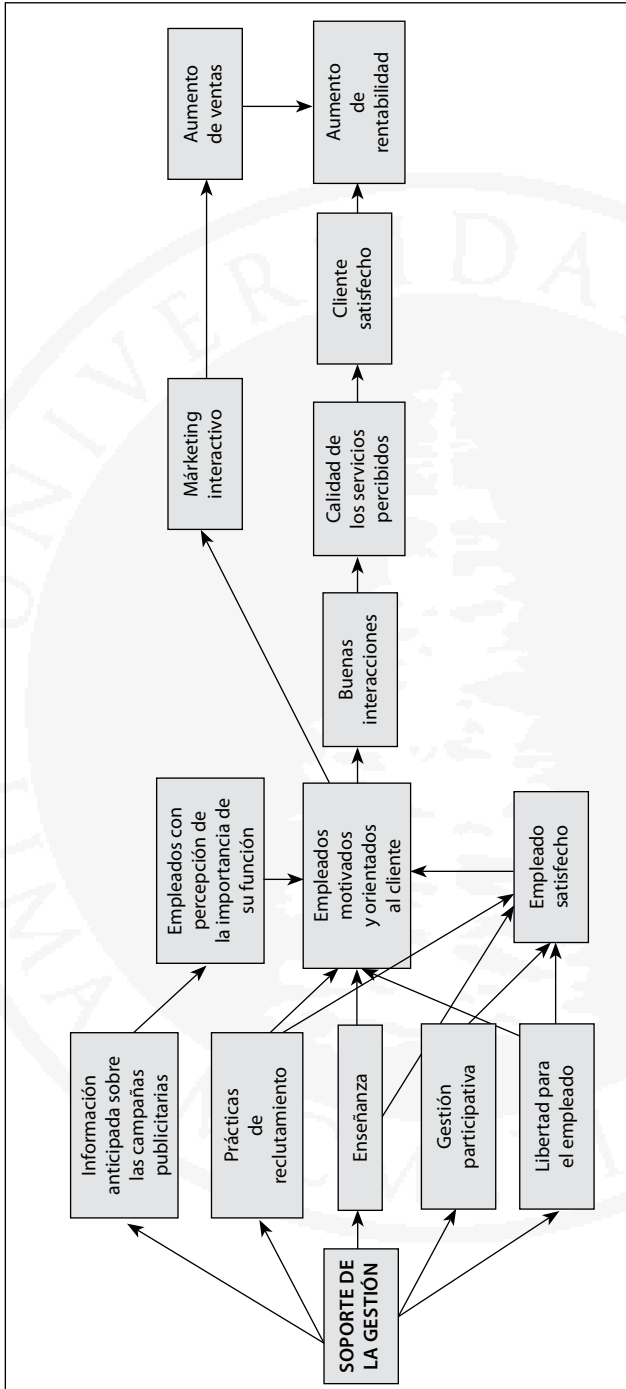 SOPORTE DE
LA GESTIÓN
Información
anticipada sobre
las campañas
publicitarias
Prácticas
de
reclutamiento
Enseñanza
Gestión
participativa
Libertad para
el empleado
Empleados con
percepción de
la importancia de
su función
Empleados
motivados
y orientados
al cliente
Empleado
satisfecho
Buenas
interacciones
Márketing
interactivo
Calidad de
los servicios
percibidos
Cliente
satisfecho
Aumento
de ventas
Aumento
de
rentabilidad